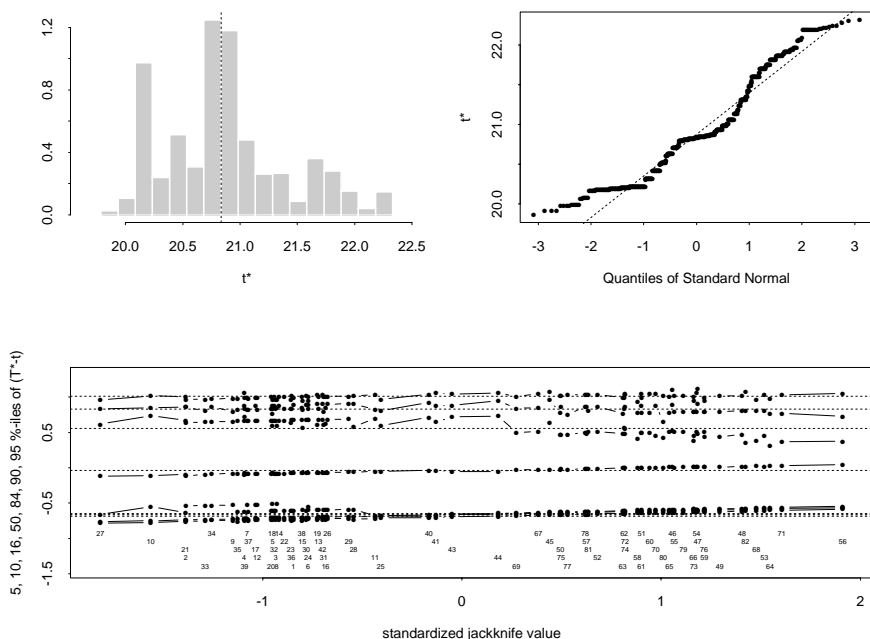 1.2
0.8
0.4
0.0
20.0 20.5 21.0 21.5 22.0 22.5
t*
t*
22.0
21.0
20.0
-3 -2 -1 0 1 2 3
Quantiles of Standard Normal
5, 10, 16, 50, 84, 90, 95 %-iles of (T*-t)
0.5
-0.5
-1.5
27 34 7 18 14 38 19 26 40 67 78 62 51 46 54 48 71
10 9 37 5 22 15 13 29 41 45 57 72 60 55 47 82 56
21 35 17 32 23 30 42 28 43 50 81 74 70 79 76 68
2 4 12 3 36 24 31 11 44 75 52 58 80 66 59 53
33 39 20 8 1 6 16 25 69 77 63 61 65 73 49 64
-1 0 1 2
standardized jackknife value